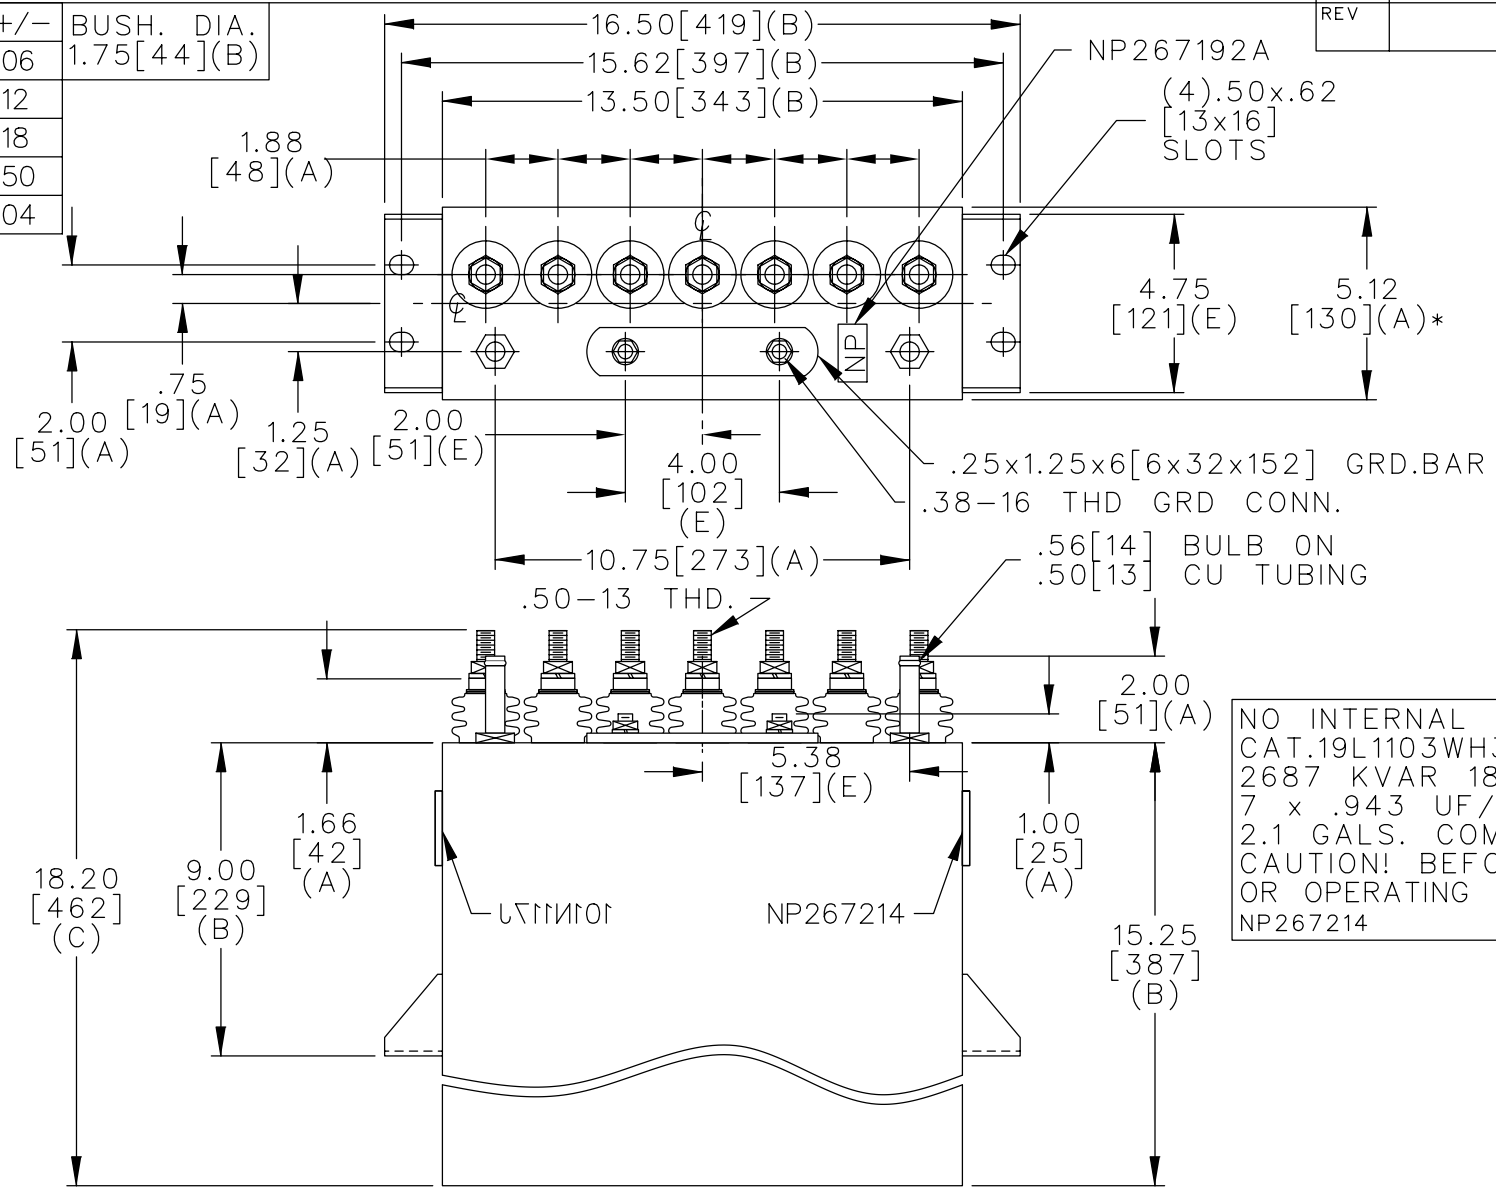 +/-
06
12
18
50
04
BUSH. DIA.
1.75[44](B)
REV
16.50[419](B)
15.62[397](B)
13.50[343](B)
NP267192A
(4).50x.62
[13x16]
SLOTS
1.88
[48](A)
℄
℄
NP
4.75
[121](E)
5.12
[130](A)*
.75
[19](A)
2.00
[51](A)
1.25
[32](A)
2.00
[51](E)
4.00
[102]
(E)
.25x1.25x6[6x32x152] GRD.BAR
.38-16 THD GRD CONN.
10.75[273](A)
.56[14] BULB ON
.50[13] CU TUBING
.50-13 THD.
2.00
[51](A)
5.38
[137](E)
1.66
[42]
(A)
1.00
[25]
(A)
18.20
[462]
(C)
9.00
[229]
(B)
101N117J
NP267214
15.25
[387]
(B)
NO INTERNAL
CAT.19L1103WH
2687 KVAR 18
7 x .943 UF/
2.1 GALS. COM
CAUTION! BEFO
OR OPERATING
NP267214